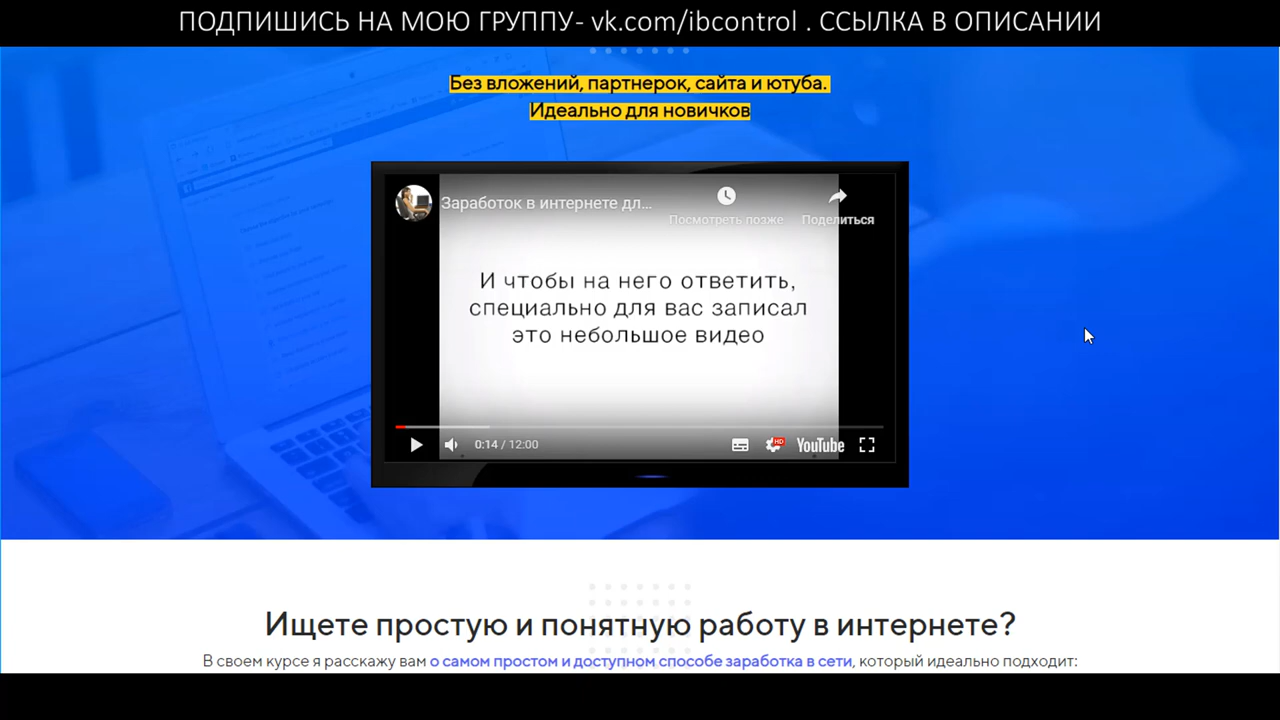 ПОДПИШИСЬ НА МОЮ ГРУППУ- vk.com/ibcontrol . ССЫЛКА В ОПИСАНИИ
Без вложений, партнерок, сайта и ютуба.
Идеально для новичков
Заработок в интернете дл...
Посмотреть позже
Поделиться
И чтобы на него ответить,
специально для вас записал
это небольшое видео
0:14 / 12:00
HD
YouTube
Ищете простую и понятную работу в интернете?
В своем курсе я расскажу вам о самом простом и доступном способе заработка в сети, который идеально подходит: